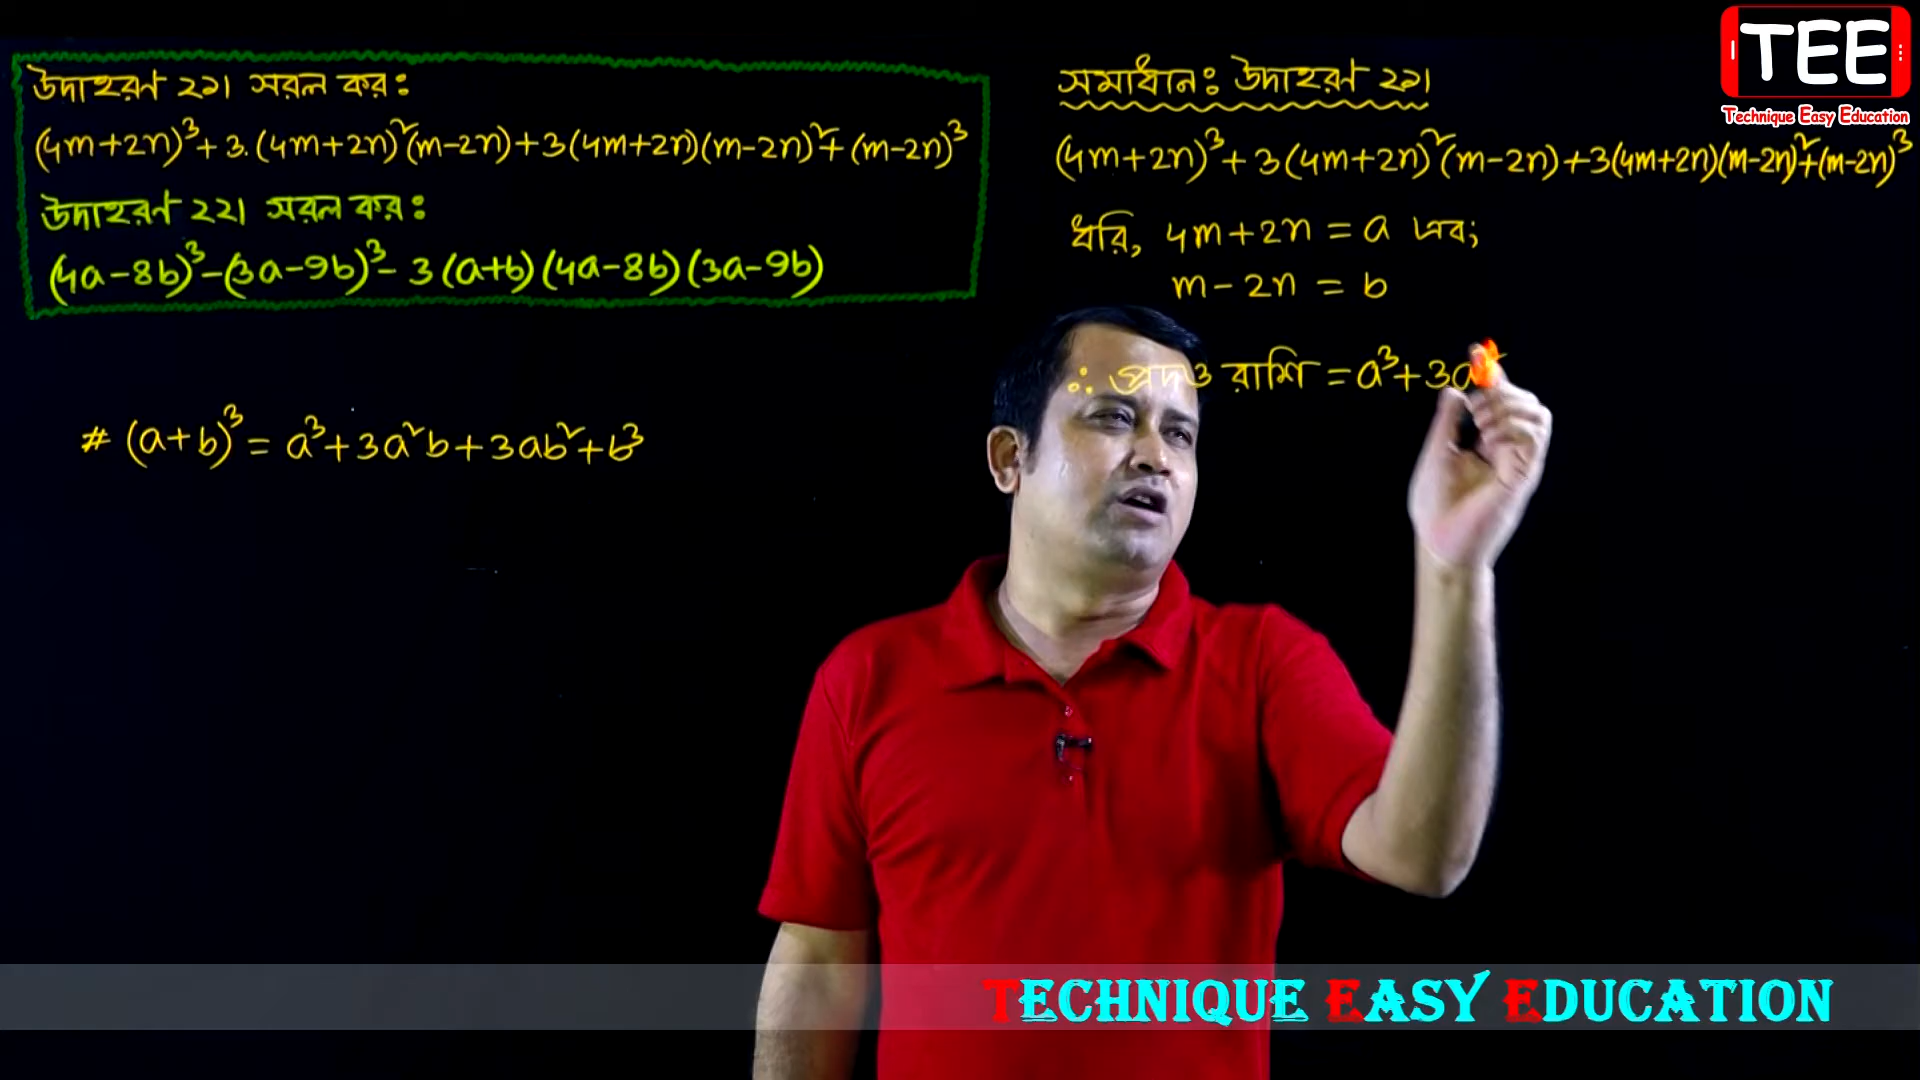 উদাহরণ ২১। সরল কর:
(4m+2n)³+3.(4m+2n)²(m-2n)+3(4m+2n)(m-2n)²+(m-2n)³
উদাহরণ ২২। সরল কর:
(4a-8b)³-(3a-9b)³-3(a+b)(4a-8b)(3a-9b)
# (a+b)³= a³+3a²b+3ab²+b³
সমাধান: উদাহরণ ২১।
(4m+2n)³+3(4m+2n)²(m-2n)+3(4m+2n)(m-2n)²+(m-2n)³
ধরি, 4m+2n = a এবং
m-2n = b
∴ প্রদত্ত রাশি = a³+3a
TEE
Technique Easy Education
TECHNIQUE EASY EDUCATION